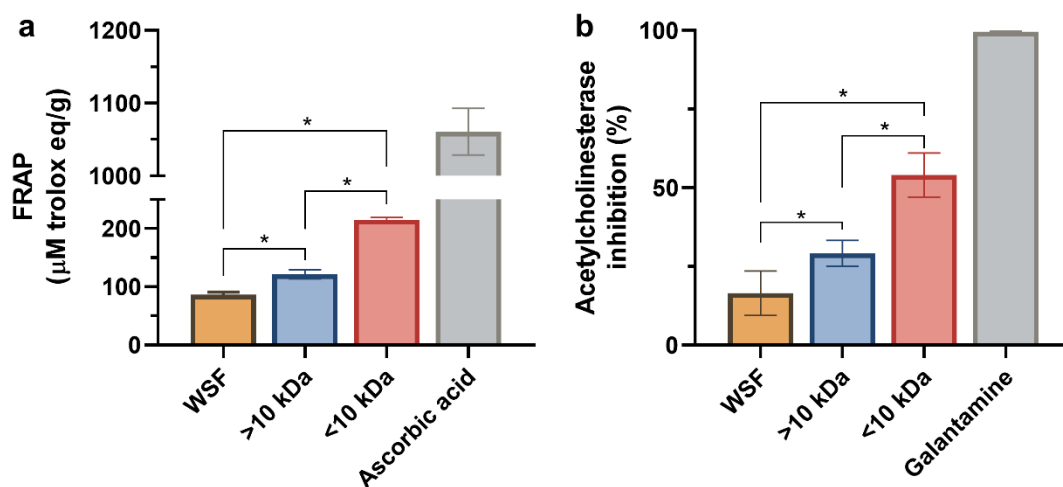 a
FRAP
(μM trolox eq/g)
1200
1100
1000
200
100
0
*
*
*
WSF
>10 kDa
<10 kDa
Ascorbic acid
b
Acetylcholinesterase
inhibition (%)
100
50
0
*
*
*
WSF
>10 kDa
<10 kDa
Galantamine